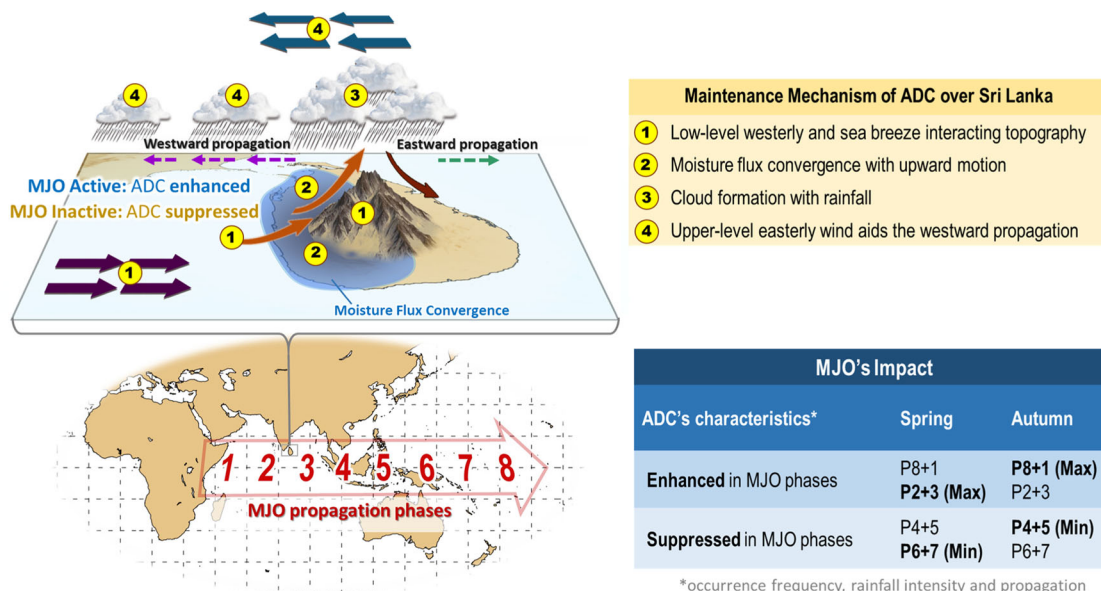 4
4
4
3
Westward propagation
Eastward propagation
MJO Active: ADC enhanced
MJO Inactive: ADC suppressed
2
1
1
2
1
Moisture Flux Convergence
1 2 3 4 5 6 7 8
MJO propagation phases
Maintenance Mechanism of ADC over Sri Lanka
1 Low-level westerly and sea breeze interacting topography
2 Moisture flux convergence with upward motion
3 Cloud formation with rainfall
4 Upper-level easterly wind aids the westward propagation
MJO's Impact
ADC's characteristics* Spring Autumn
Enhanced in MJO phases P8+1 P8+1 (Max)
P2+3 (Max) P2+3
Suppressed in MJO phases P4+5 P4+5 (Min)
P6+7 (Min) P6+7
*occurrence frequency, rainfall intensity and propagation